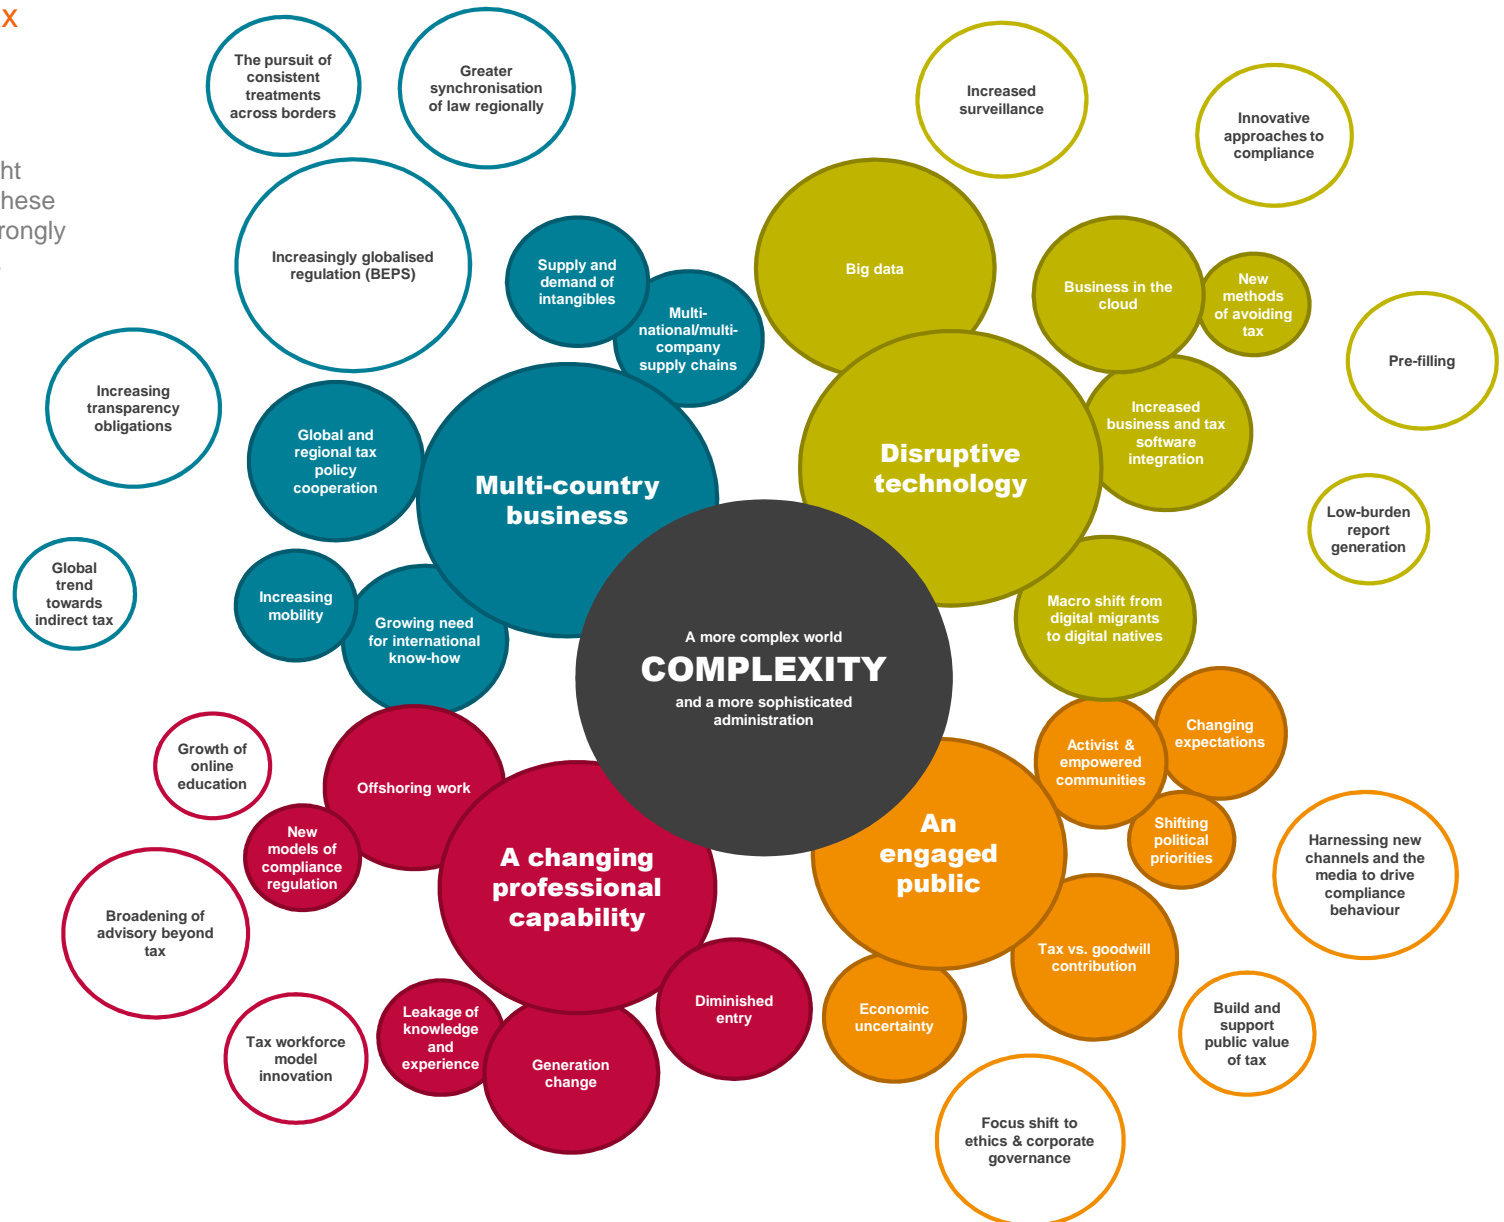 x
ht
hese
rongly
The pursuit of
consistent
treatments
across borders
Greater
synchronisation
of law regionally
Increasingly globalised
regulation (BEPS)
Increasing
transparency
obligations
Global
trend
towards
indirect tax
Supply and
demand of
intangibles
Multi-
national/multi-
company
supply chains
Global and
regional tax
policy
cooperation
Increasing
mobility
Growing need
for international
know-how
Multi-country
business
Increased
surveillance
Innovative
approaches to
compliance
Pre-filling
Low-burden
report
generation
Big data
Business in the
cloud
New
methods
of avoiding
tax
Increased
business and tax
software
integration
Macro shift from
digital migrants
to digital natives
Disruptive
technology
A more complex world
COMPLEXITY
and a more sophisticated
administration
Growth of
online
education
Broadening of
advisory beyond
tax
Tax workforce
model
innovation
Offshoring work
New
models of
compliance
regulation
Leakage of
knowledge
and
experience
Generation
change
Diminished
entry
A changing
professional
capability
An
engaged
public
Activist &
empowered
communities
Changing
expectations
Shifting
political
priorities
Tax vs. goodwill
contribution
Economic
uncertainty
Harnessing new
channels and the
media to drive
compliance
behaviour
Build and
support
public value
of tax
Focus shift to
ethics & corporate
governance